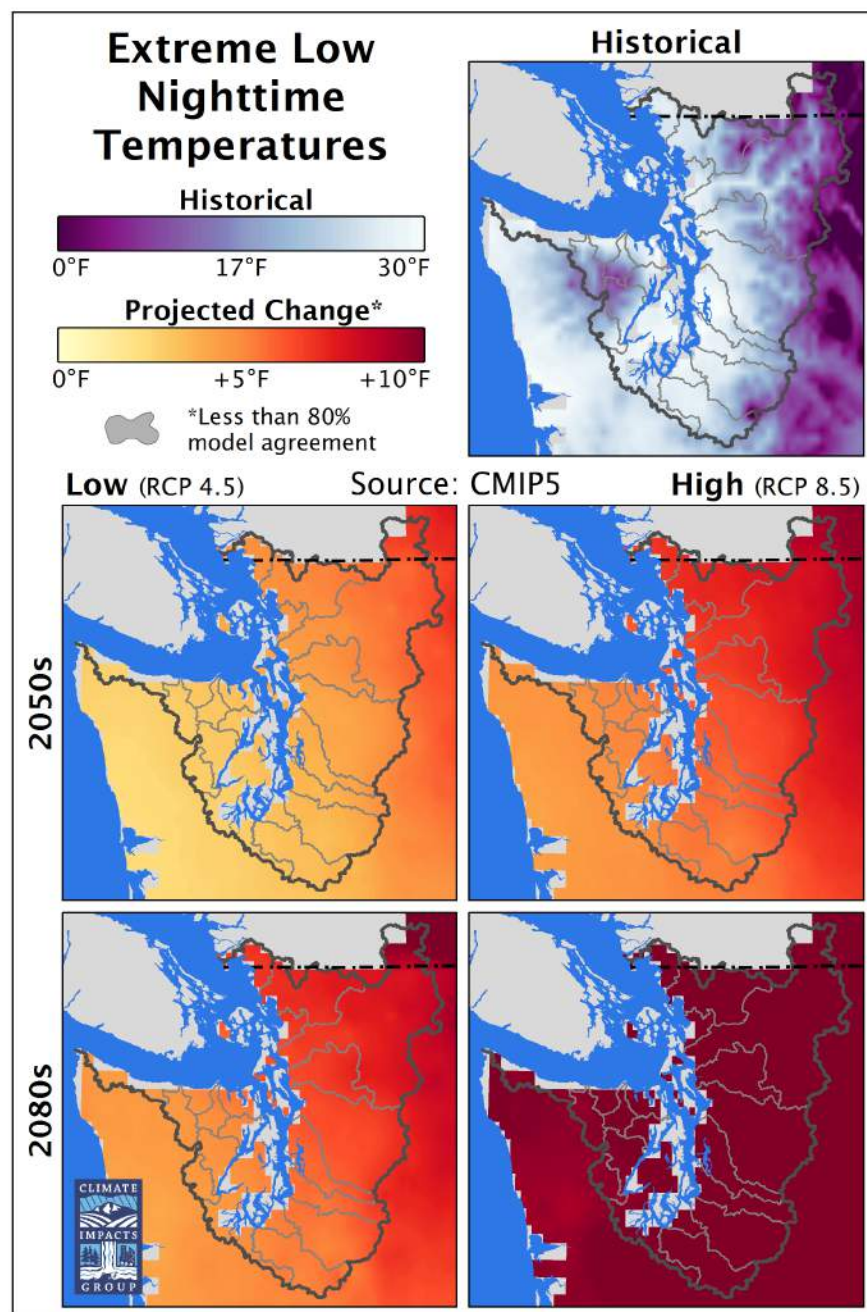 Extreme Low
Nighttime
Temperatures
Historical
0°F 17°F 30°F
Projected Change*
0°F +5°F +10°F
*Less than 80%
model agreement
Historical
Low (RCP 4.5) Source: CMIP5 High (RCP 8.5)
2050s
2080s
CLIMATE
IMPACTS
GROUP